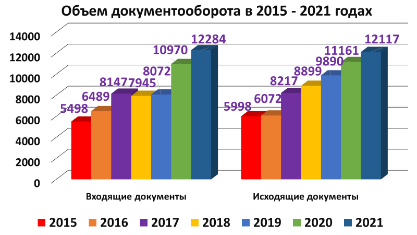 Объем документооборота в 2015 - 2021 годах
14000
12000
10000
8000
6000
4000
2000
0
5498 6489 8147 7945 8072 10970 12284
5998 6072 8217 8899 9890 11161 12117
Входящие документы Исходящие документы
2015 2016 2017 2018 2019 2020 2021